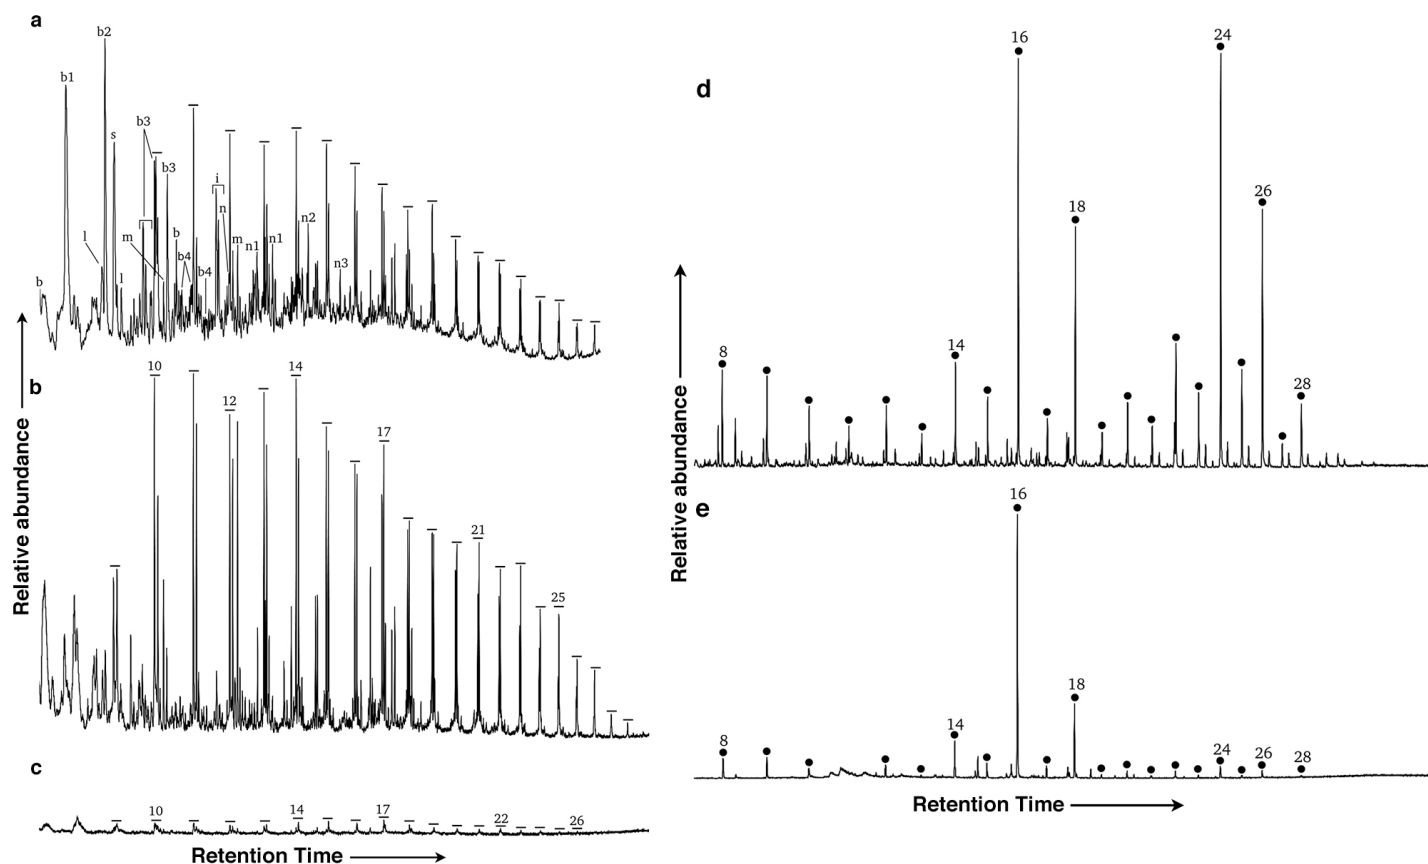 a
b2
b1
s
b3
b3
i
l
m
b
n
m
n2
n1
n1
b4
b4
l
n3
b
b
10
14
12
17
21
25
c
10
14
17
22
26
Relative abundance
Retention Time
d
16
24
26
18
14
8
28
e
16
18
14
8
24
26
28
Relative abundance
Retention Time